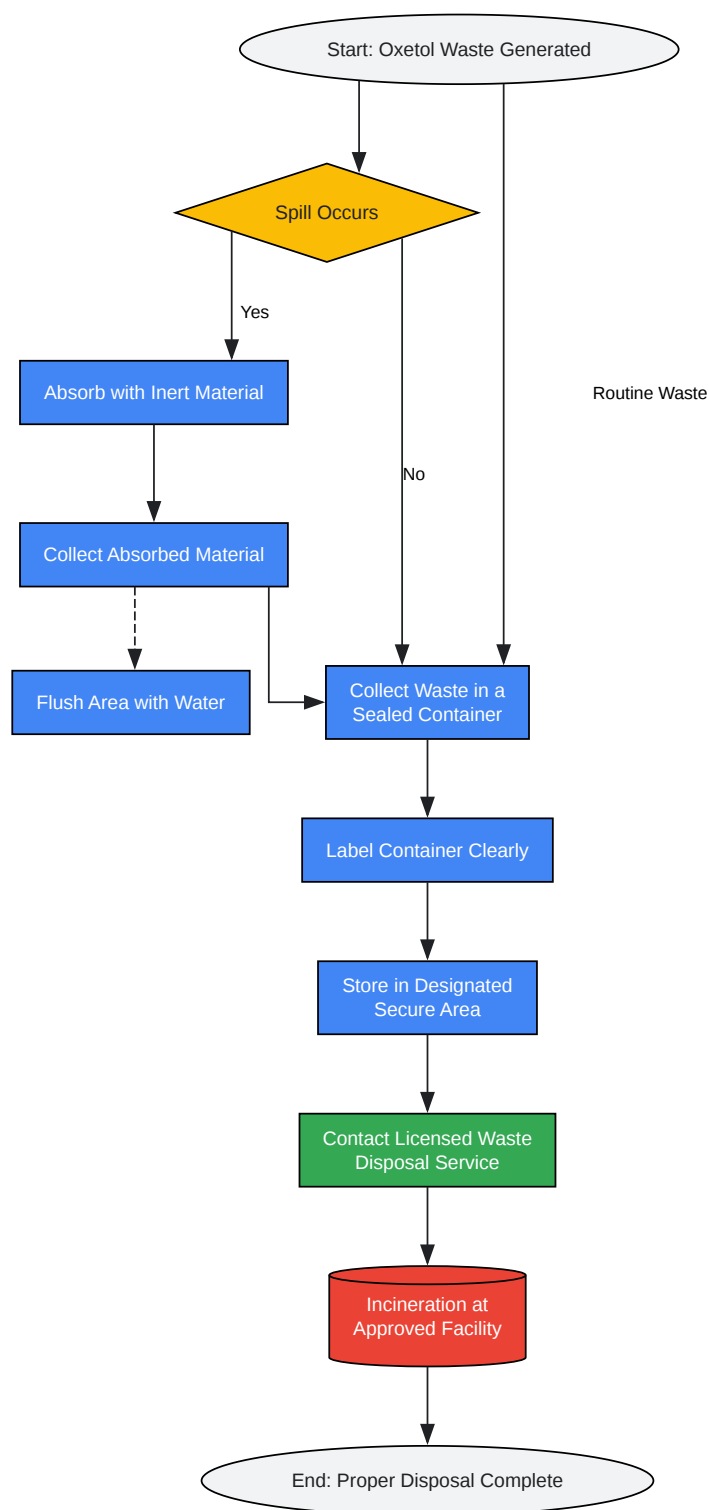 Start: Oxetol Waste Generated
Spill Occurs
Yes
Absorb with Inert Material
Routine Waste
No
Collect Absorbed Material
Flush Area with Water
Collect Waste in a
Sealed Container
Label Container Clearly
Store in Designated
Secure Area
Contact Licensed Waste
Disposal Service
Incineration at
Approved Facility
End: Proper Disposal Complete